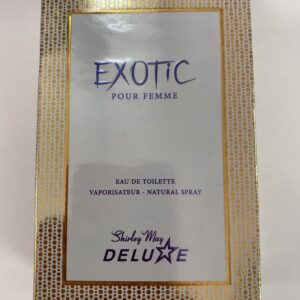 EXOTIC
POUR FEMME
EAU DE TOILETTE
VAPORISATEUR - NATURAL SPRAY
Shirley May
DELUXE